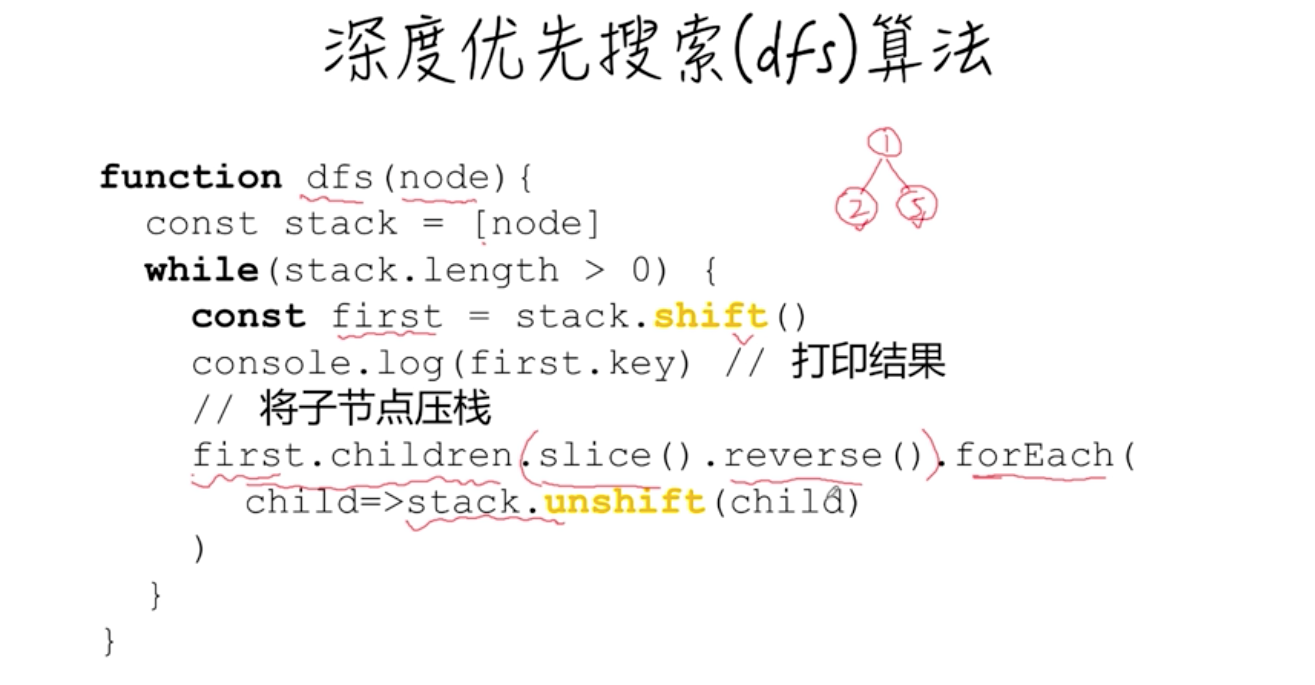 深度优先搜索(dfs)算法
1
2 5
function dfs(node){
const stack = [node]
while(stack.length > 0) {
const first = stack.shift()
console.log(first.key) // 打印结果
// 将子节点压栈
first.children.slice().reverse().forEach(
child=>stack.unshift(child)
)
}
}